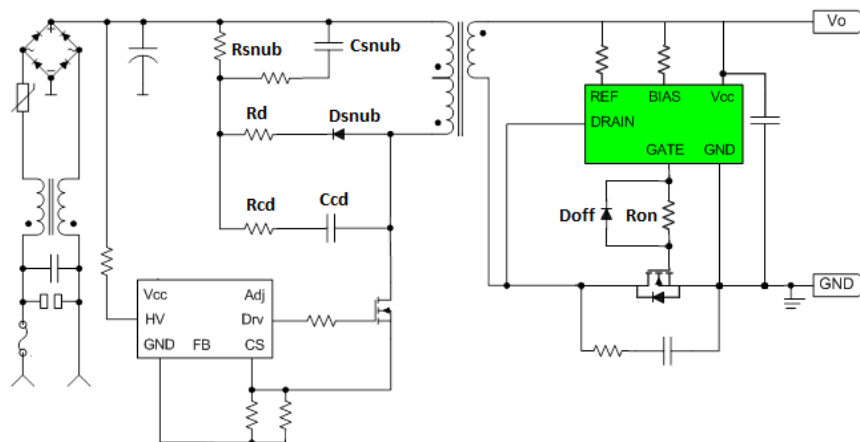 Vo
Rsnub
Csnub
REF
BIAS
Vcc
Rd
Dsnub
DRAIN
GATE
GND
Rcd
Ccd
Doff
Ron
GND
Vcc
Adj
HV
Drv
GND
FB
CS